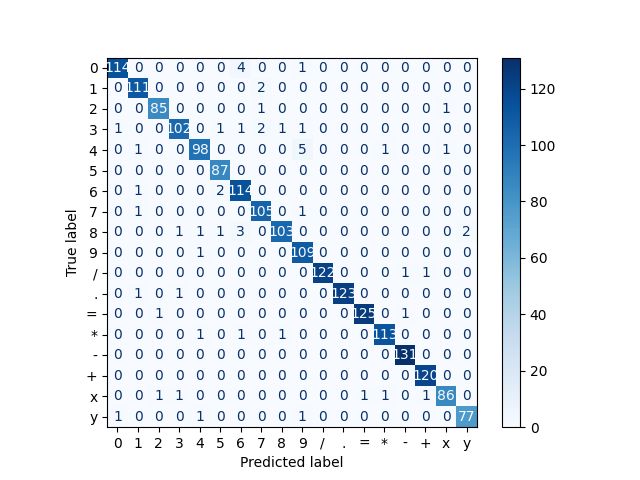 0 114 0 0 0 0 0 4 0 0 1 0 0 0 0 0 0 0 0
1 0 111 0 0 0 0 0 2 0 0 0 0 0 0 0 0 0 0
2 0 0 85 0 0 0 0 1 0 0 0 0 0 0 0 0 1 0
3 1 0 0 102 0 1 1 2 1 1 0 0 0 0 0 0 0 0
4 0 1 0 0 98 0 0 0 0 5 0 0 0 1 0 0 1 0
5 0 0 0 0 0 87 0 0 0 0 0 0 0 0 0 0 0 0
6 0 1 0 0 0 2 114 0 0 0 0 0 0 0 0 0 0 0
7 0 1 0 0 0 0 0 105 0 1 0 0 0 0 0 0 0 0
8 0 0 0 1 1 1 3 0 103 0 0 0 0 0 0 0 0 2
9 0 0 0 0 1 0 0 0 0 109 0 0 0 0 0 0 0 0
/ 0 0 0 0 0 0 0 0 0 0 122 0 0 0 1 1 0 0
. 0 1 0 1 0 0 0 0 0 0 0 123 0 0 0 0 0 0
= 0 0 1 0 0 0 0 0 0 0 0 0 125 0 1 0 0 0
* 0 0 0 0 1 0 1 0 1 0 0 0 0 113 0 0 0 0
- 0 0 0 0 0 0 0 0 0 0 0 0 0 0 131 0 0 0
+ 0 0 0 0 0 0 0 0 0 0 0 0 0 0 0 120 0 0
x 0 0 1 1 0 0 0 0 0 0 0 0 1 1 0 1 86 0
y 1 0 0 0 1 0 0 0 0 1 0 0 0 0 0 0 0 77
0 1 2 3 4 5 6 7 8 9 / . = * - + x y
Predicted label
True label
120
100
80
60
40
20
0